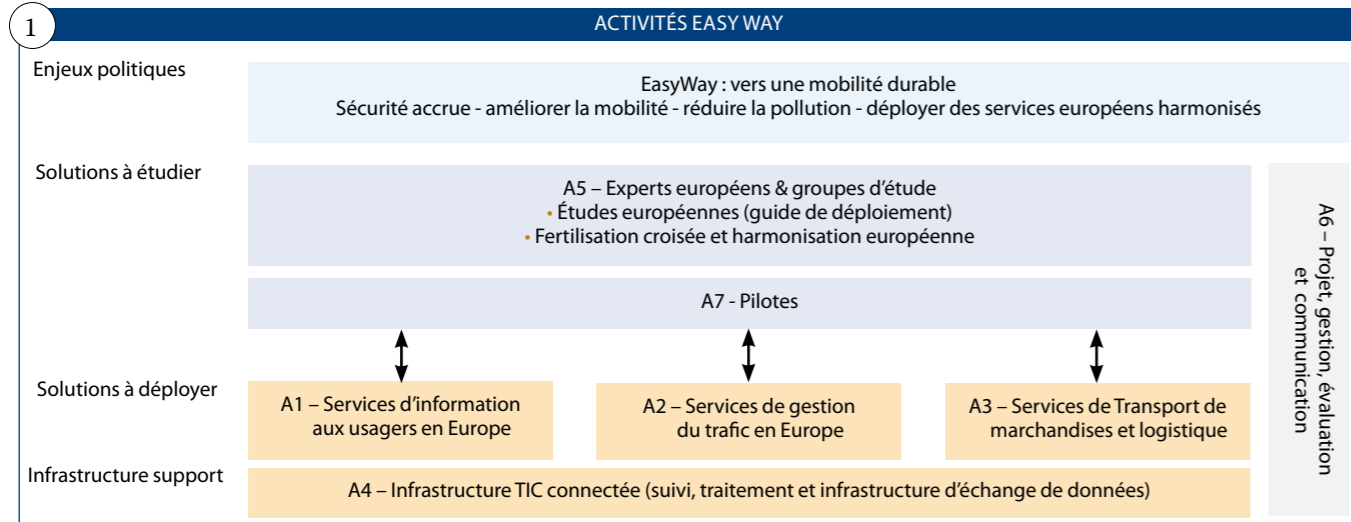 1
ACTIVITÉS EASY WAY
Enjeux politiques
EasyWay : vers une mobilité durable
Sécurité accrue - améliorer la mobilité - réduire la pollution - déployer des services européens harmonisés
Solutions à étudier
A5 – Experts européens & groupes d’étude
• Études européennes (guide de déploiement)
• Fertilisation croisée et harmonisation européenne
A7 - Pilotes
Solutions à déployer
A1 – Services d’information
aux usagers en Europe
A2 – Services de gestion
du trafic en Europe
A3 – Services de Transport de
marchandises et logistique
Infrastructure support
A4 – Infrastructure TIC connectée (suivi, traitement et infrastructure d’échange de données)
A6 – Projet, gestion, évaluation
et communication